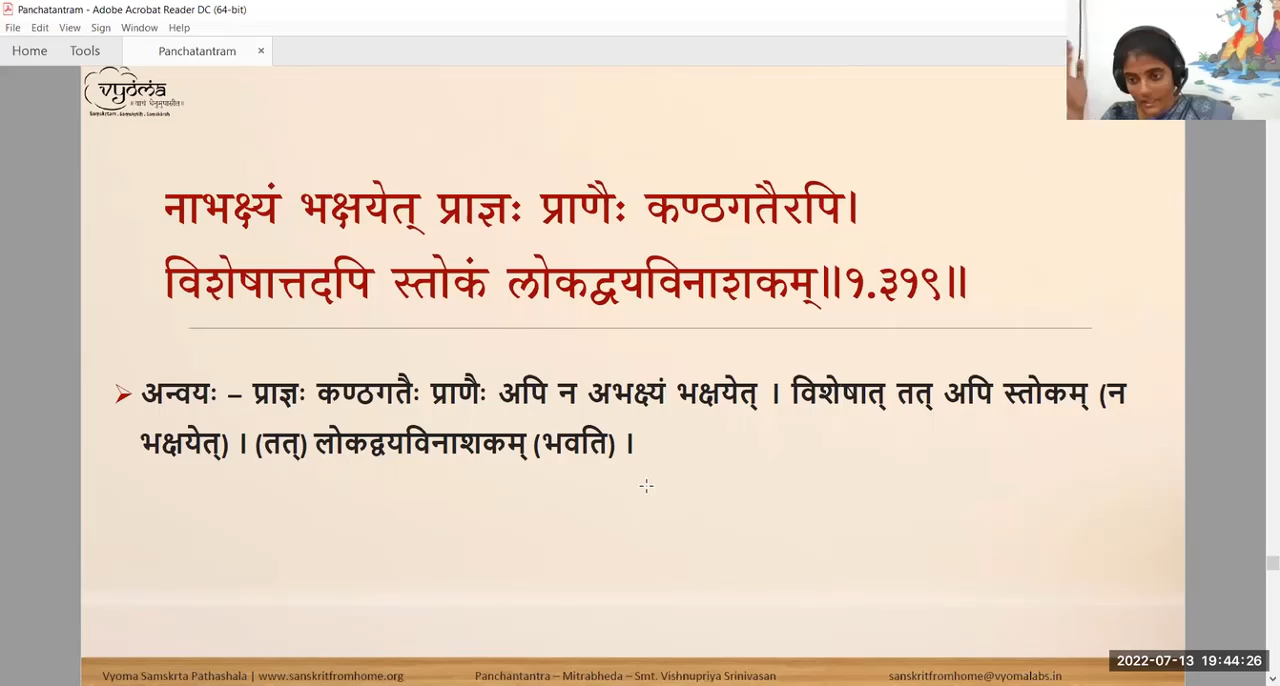 Panchatantram - Adobe Acrobat Reader DC (64-bit)
File Edit View Sign Window Help
Home Tools Panchatantram ×
vyoma
॥ वाचं धेनुमुपासीत॥
Samskrtam . Samskrtih . Samskarah
नाभक्ष्यं भक्षयेत् प्राज्ञः प्राणैः कण्ठगतैरपि।
विशेषात्तदपि स्तोकं लोकद्वयविनाशकम्॥१.३१९॥
अन्वयः – प्राज्ञः कण्ठगतैः प्राणैः अपि न अभक्ष्यं भक्षयेत् । विशेषात् तत् अपि स्तोकम् (न
भक्षयेत्) । (तत्) लोकद्वयविनाशकम् (भवति) ।
Vyoma Samskrta Pathashala | www.sanskritfromhome.org Panchatantra – Mitrabheda – Smt. Vishnupriya Srinivasan sanskritfromhome@vyomalabs.in
2022-07-13 19:44:26